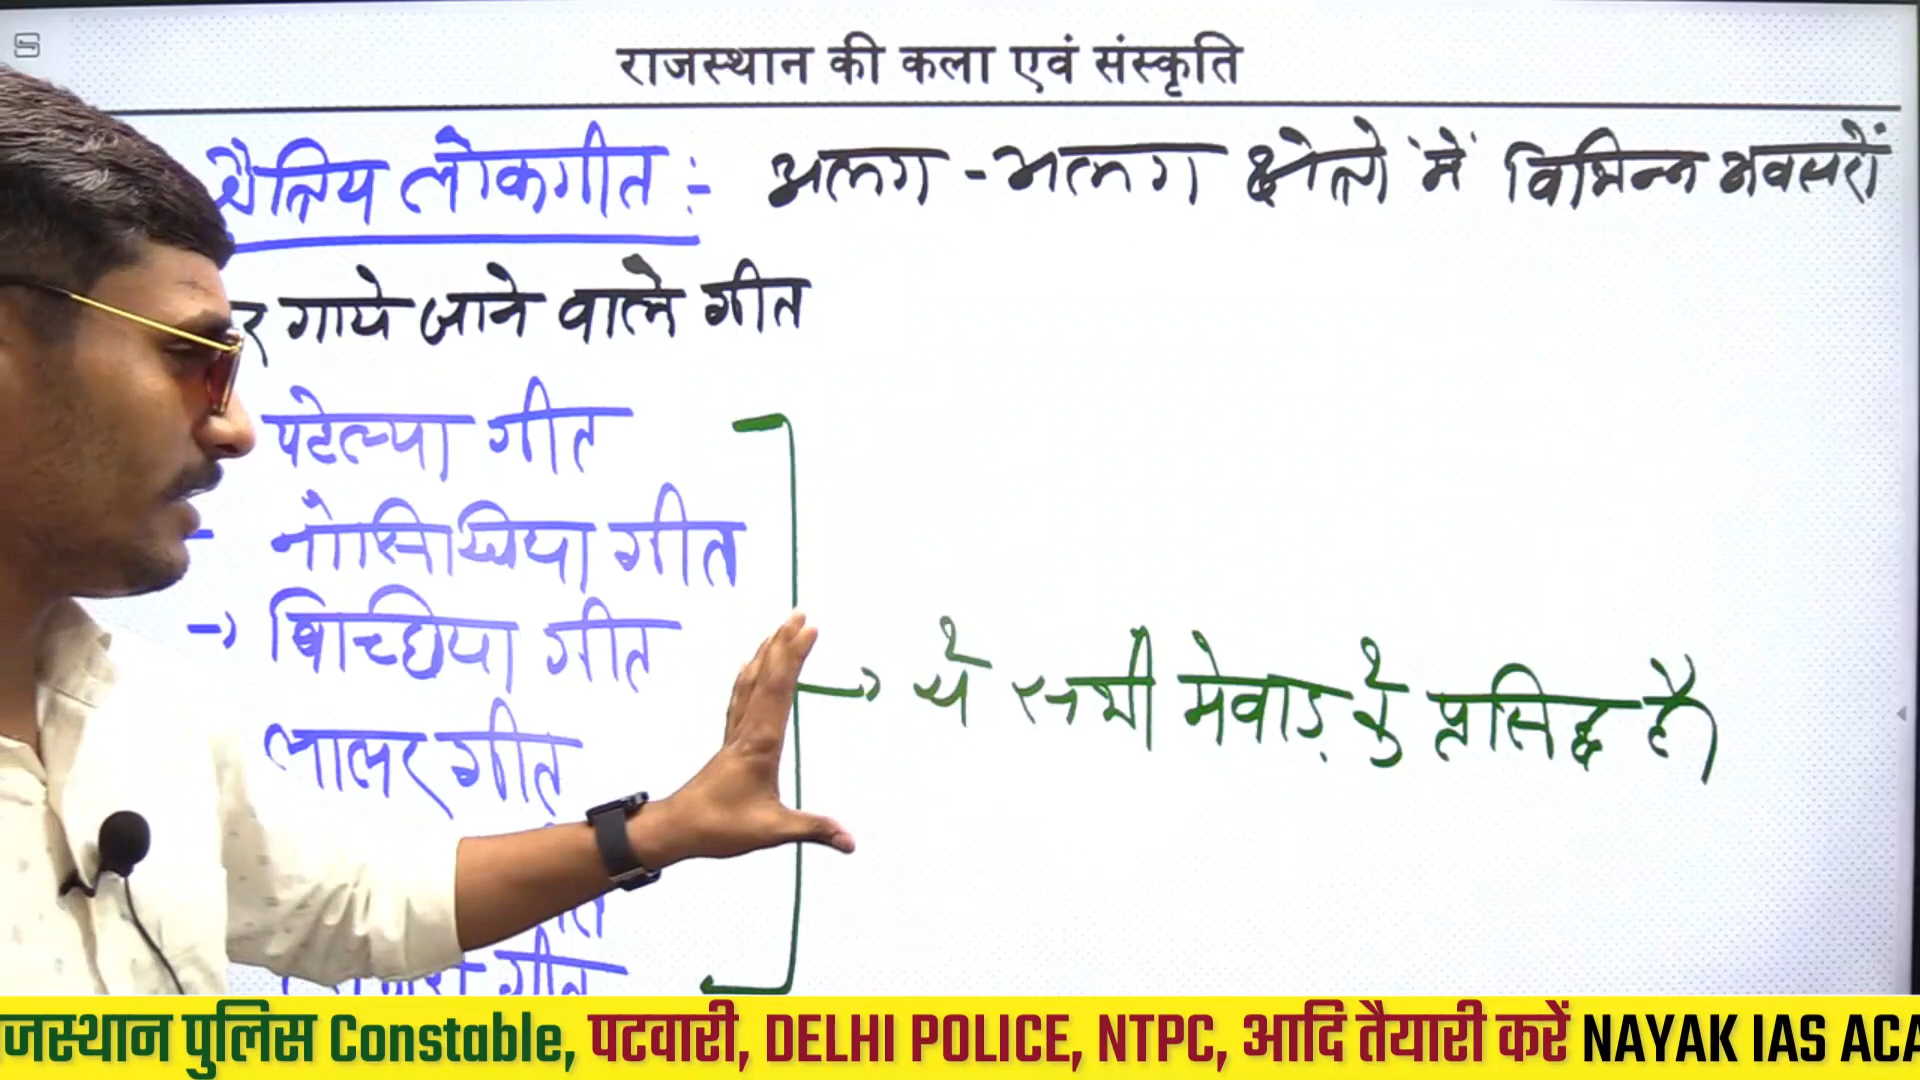 राजस्थान की कला एवं संस्कृति
क्षेत्रिय लोकगीत :- अलग - अलग क्षेत्रो में विभिन्न अवसरों
पर गाये जाने वाले गीत
पटेल्या गीत
- नोसिखिया गीत
→ बिच्छिया गीत
लालर गीत
→ ये सभी मेवाड़ के प्रसिद्ध है।
गीत
जस्थान पुलिस Constable, पटवारी, DELHI POLICE, NTPC, आदि तैयारी करें NAYAK IAS ACA